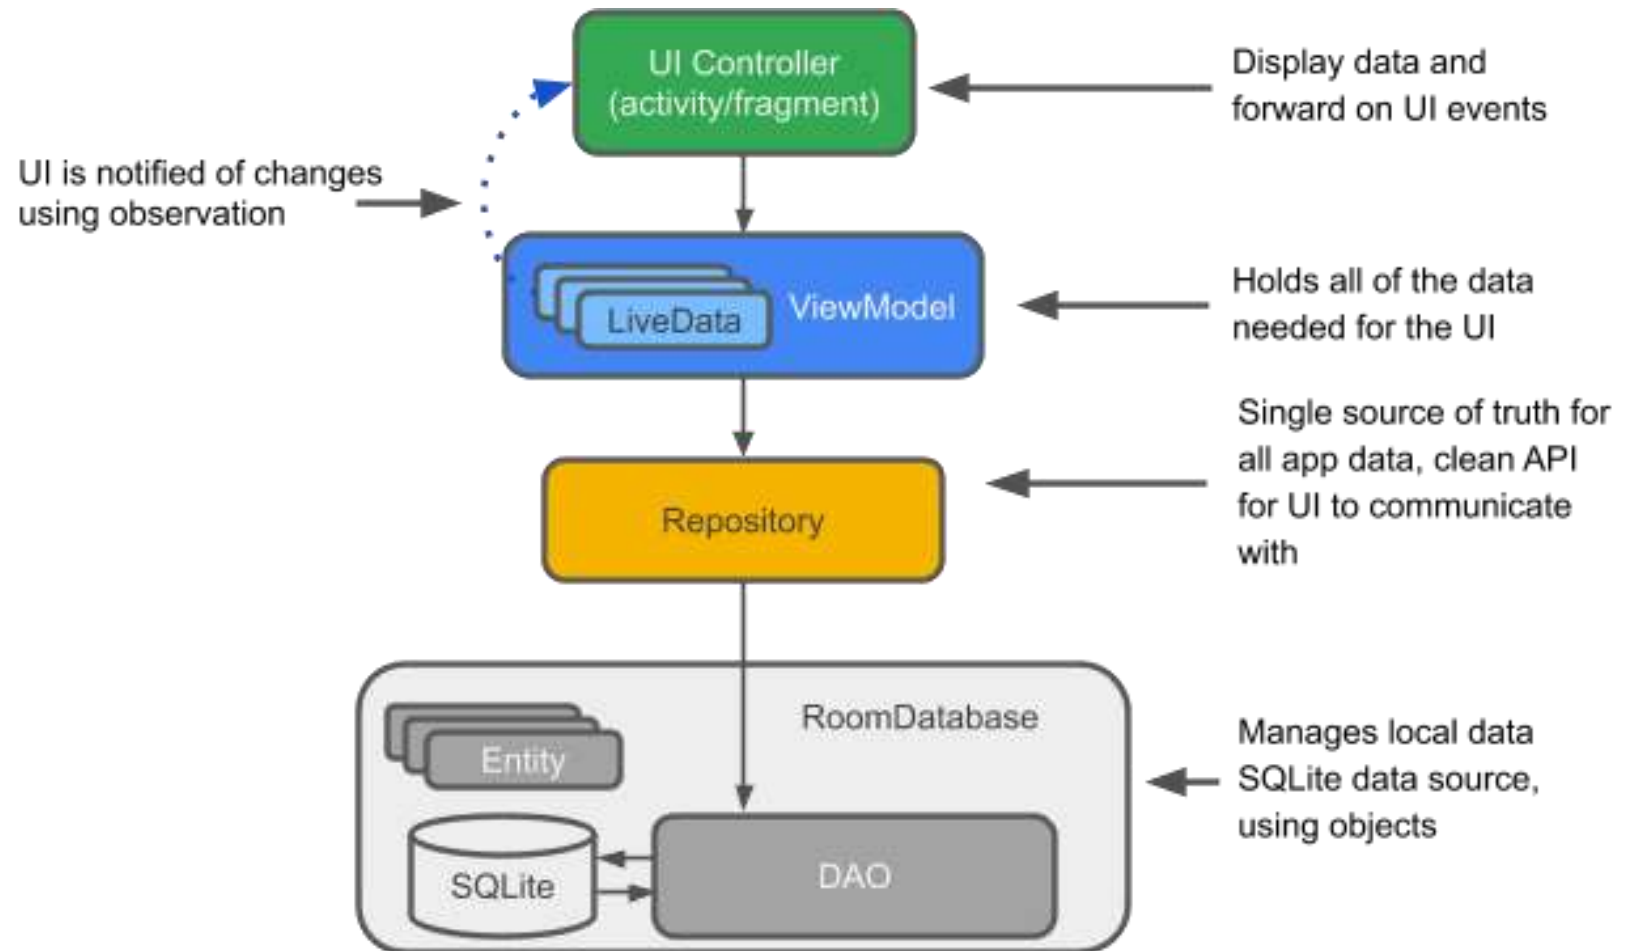 UI Controller
(activity/fragment)
Display data and
forward on UI events
UI is notified of changes
using observation
LiveData
ViewModel
Holds all of the data
needed for the UI
Repository
Single source of truth for
all app data, clean API
for UI to communicate
with
RoomDatabase
Entity
SQLite
DAO
Manages local data
SQLite data source,
using objects